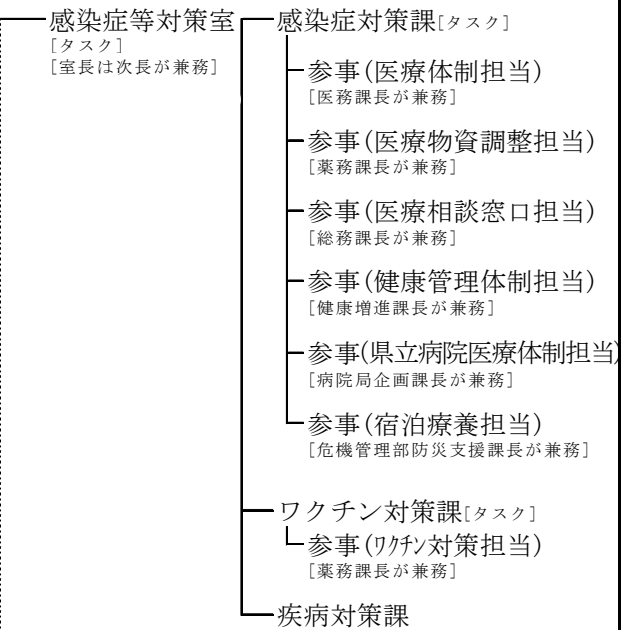 感染症等対策室
[タスク]
[室長は次長が兼務]
感染症対策課[タスク]
参事(医療体制担当)
[医務課長が兼務]
参事(医療物資調整担当)
[薬務課長が兼務]
参事(医療相談窓口担当)
[総務課長が兼務]
参事(健康管理体制担当)
[健康増進課長が兼務]
参事(県立病院医療体制担当)
[病院局企画課長が兼務]
参事(宿泊療養担当)
[危機管理部防災支援課長が兼務]
ワクチン対策課[タスク]
参事(ワクチン対策担当)
[薬務課長が兼務]
疾病対策課